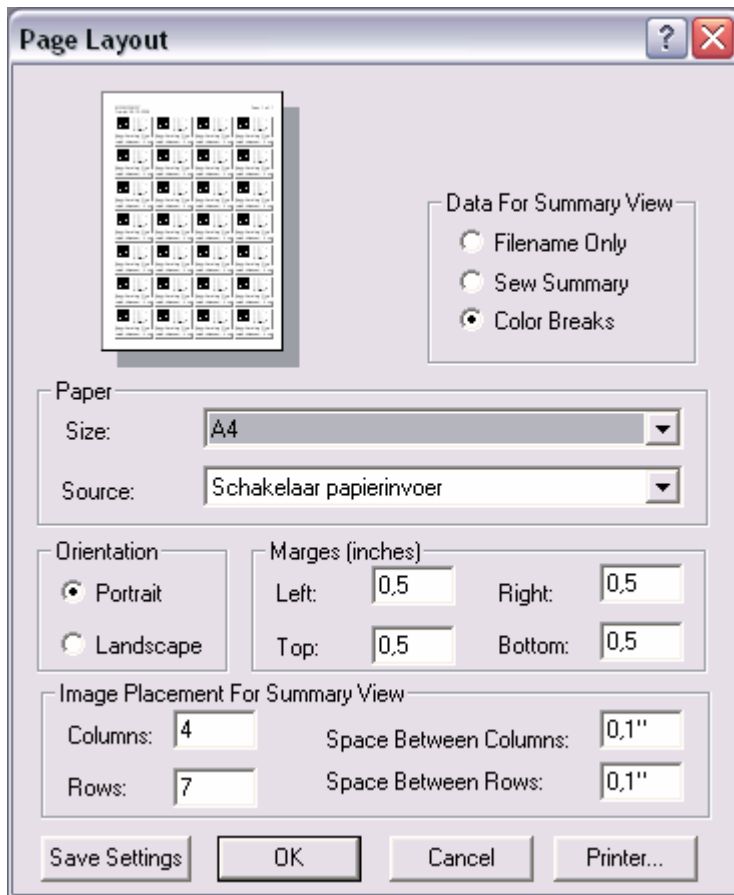 Page Layout
Data For Summary View
Filename Only
Sew Summary
Color Breaks
Paper
Size: A4
Source: Schakelaar papierinvoer
Orientation
Portrait
Landscape
Marges (inches)
Left: 0,5 Right: 0,5
Top: 0,5 Bottom: 0,5
Image Placement For Summary View
Columns: 4 Space Between Columns: 0,1"
Rows: 7 Space Between Rows: 0,1"
Save Settings OK Cancel Printer...